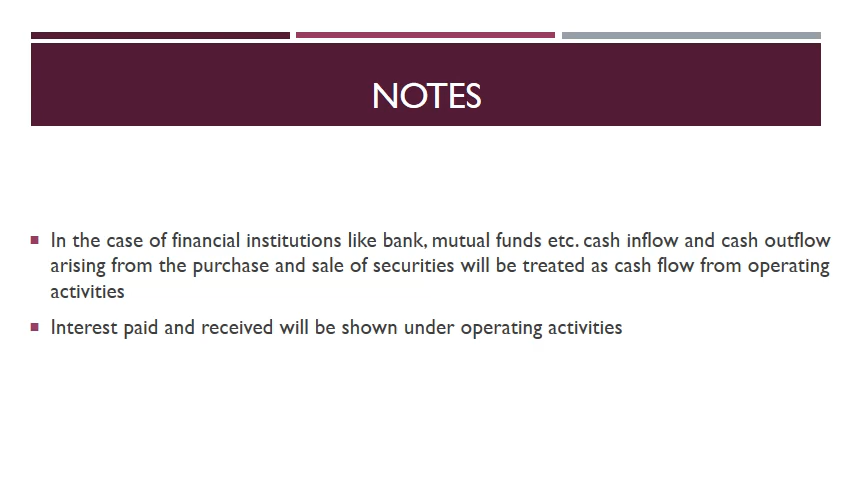 NOTES
In the case of financial institutions like bank, mutual funds etc. cash inflow and cash outflow
arising from the purchase and sale of securities will be treated as cash flow from operating
activities
Interest paid and received will be shown under operating activities